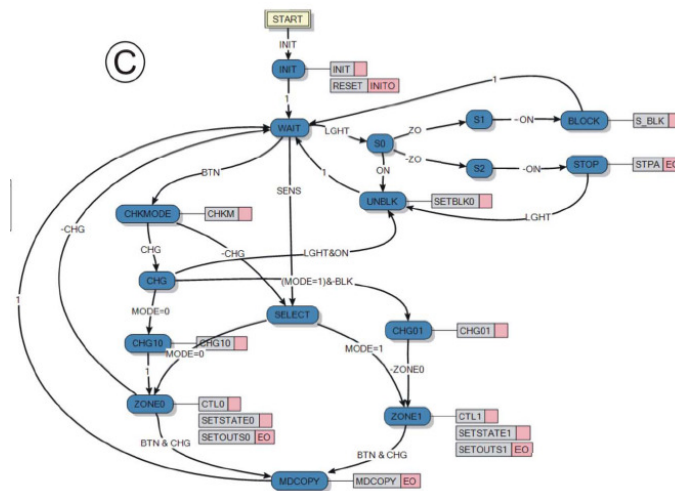 START
C
INIT
INIT
INIT
RESET INITO
1
1
WAIT
LGHT
S0
ZO
S1
-ON
BLOCK
S_BLK
-ZO
S2
-ON
STOP
STPA EO
ON
BTN
SENS
1
UNBLK
SETBLK0
LGHT
-CHG
CHKMODE
CHKM
CHG
-CHG
LGHT&ON
CHG
(MODE=1)&-BLK
MODE=0
SELECT
CHG01
CHG01
CHG10
CHG10
MODE=0
MODE=1
-ZONE0
1
1
ZONE0
CTL0
SETSTATE0
SETOUTS0 EO
ZONE1
CTL1
SETSTATE1
SETOUTS1 EO
BTN & CHG
BTN & CHG
MDCOPY
MDCOPY EO